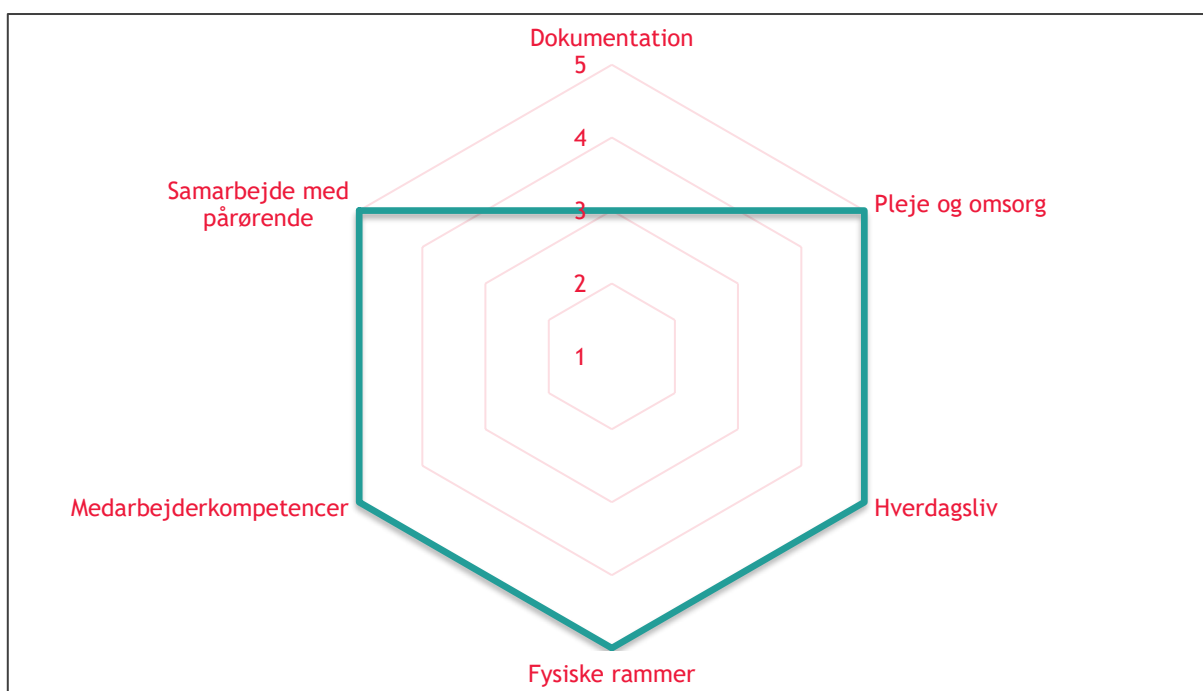 Dokumentation
5
4
Samarbejde med
pårørende
3
Pleje og omsorg
2
1
Medarbejderkompetencer
Hverdagsliv
Fysiske rammer